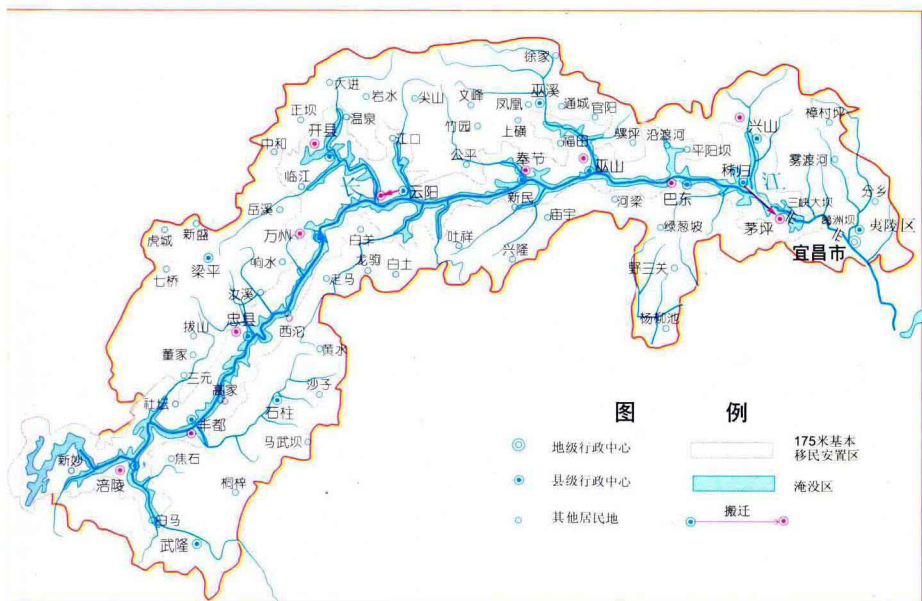 徐家
大进
岩水
尖山
文峰
凤凰
巫溪
通城
官阳
正坝
温泉
开县
竹园
上磺
福田
骡坪
沿渡河
兴山
樟村坪
中和
江口
公平
奉节
巫山
平阳坝
秭归
雾渡河
临江
长
云阳
江
分乡
岳溪
新民
庙宇
河梁
巴东
三峡大坝
葛洲坝
夷陵区
虎城
新盛
万州
白羊
吐祥
兴隆
绿葱坡
茅坪
宜昌市
七桥
梁平
响水
龙驹
白土
走马
野三关
汝溪
拔山
忠县
西沱
杨柳池
董家
黄水
三元
高家
沙子
社坛
石柱
丰都
马武坝
新妙
焦石
涪陵
桐梓
白马
武隆
图 例
地级行政中心
175米基本
移民安置区
县级行政中心
淹没区
其他居民地
搬迁